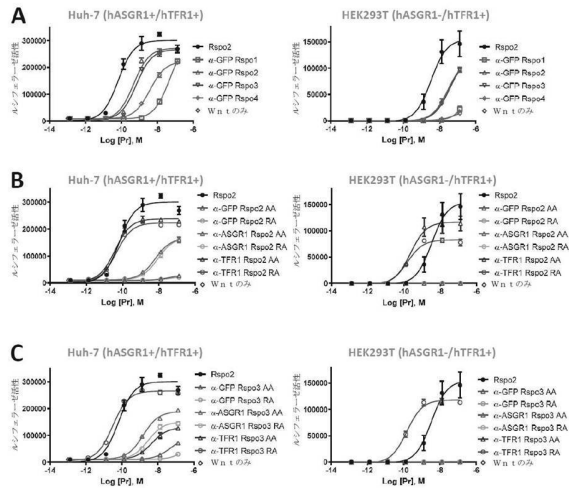 A
Huh-7 (hASGR1+/hTFR1+)
ルシフェラーゼ活性
300000
200000
100000
0
-14
-12
-10
-8
-6
Log [Pr], M
Rspo2
α-GFP Rspo1
α-GFP Rspo2
α-GFP Rspo3
α-GFP Rspo4
Wntのみ
HEK293T (hASGR1-/hTFR1+)
ルシフェラーゼ活性
150000
100000
50000
0
-14
-12
-10
-8
-6
Log [Pr], M
Rspo2
α-GFP Rspo1
α-GFP Rspo2
α-GFP Rspo3
α-GFP Rspo4
Wntのみ
B
Huh-7 (hASGR1+/hTFR1+)
ルシフェラーゼ活性
300000
200000
100000
0
-14
-12
-10
-8
-6
Log [Pr], M
Rspo2
α-GFP Rspo2 AA
α-GFP Rspo2 RA
α-ASGR1 Rspo2 AA
α-ASGR1 Rspo2 RA
α-TFR1 Rspo2 AA
α-TFR1 Rspo2 RA
Wntのみ
HEK293T (hASGR1-/hTFR1+)
ルシフェラーゼ活性
150000
100000
50000
0
-14
-12
-10
-8
-6
Log [Pr], M
Rspo2
α-GFP Rspo2 AA
α-GFP Rspo2 RA
α-ASGR1 Rspo2 AA
α-ASGR1 Rspo2 RA
α-TFR1 Rspo2 AA
α-TFR1 Rspo2 RA
Wntのみ
C
Huh-7 (hASGR1+/hTFR1+)
ルシフェラーゼ活性
300000
200000
100000
0
-14
-12
-10
-8
-6
Log [Pr], M
Rspo2
α-GFP Rspo3 AA
α-GFP Rspo3 RA
α-ASGR1 Rspo3 AA
α-ASGR1 Rspo3 RA
α-TFR1 Rspo3 AA
α-TFR1 Rspo3 RA
Wntのみ
HEK293T (hASGR1-/hTFR1+)
ルシフェラーゼ活性
150000
100000
50000
0
-14
-12
-10
-8
-6
Log [Pr], M
Rspo2
α-GFP Rspo3 AA
α-GFP Rspo3 RA
α-ASGR1 Rspo3 AA
α-ASGR1 Rspo3 RA
α-TFR1 Rspo3 AA
α-TFR1 Rspo3 RA
Wntのみ